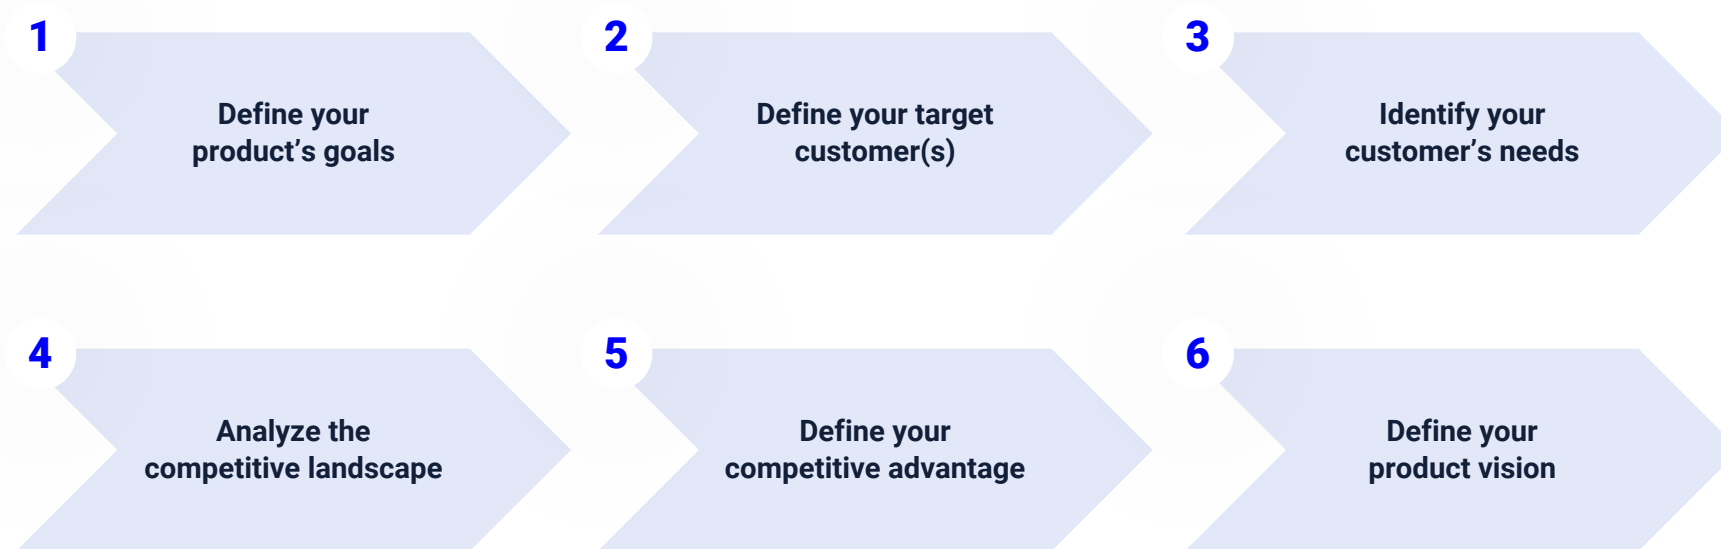 1
Define your
product’s goals
2
Define your target
customer(s)
3
Identify your
customer’s needs
4
Analyze the
competitive landscape
5
Define your
competitive advantage
6
Define your
product vision